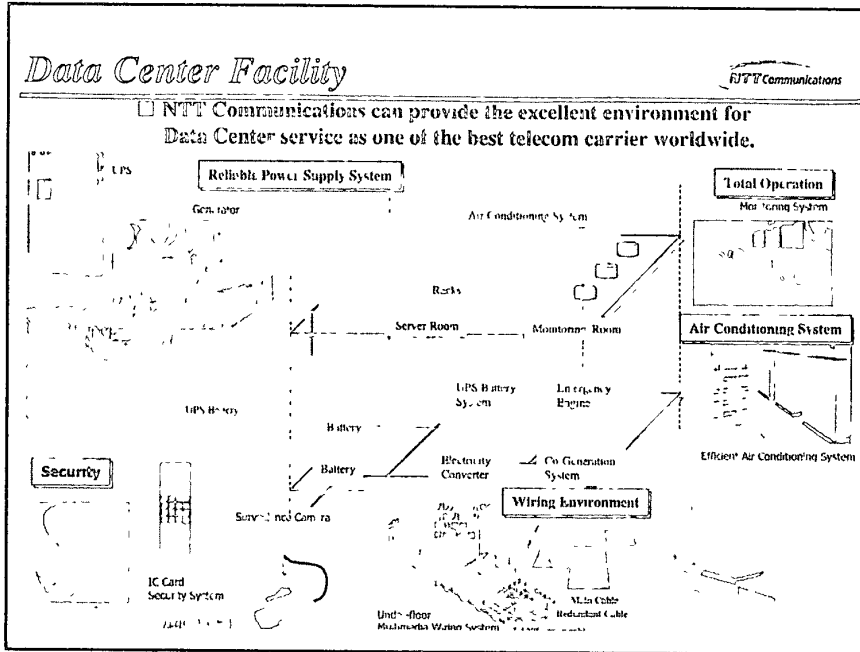 Data Center Facility
NTT Communications
□ NTT Communications can provide the excellent environment for
Data Center service as one of the best telecom carrier worldwide.
UPS
Reliable Power Supply System
Generator
Air Conditioning System
Total Operation
Monitoring System
Racks
Server Room
Monitoring Room
Air Conditioning System
UPS Battery
UPS Battery
System
Emergency
Engine
Battery
Efficient Air Conditioning System
Security
Battery
Electricity
Converter
Co-Generation
System
Surveillance Camera
Wiring Environment
IC Card
Security System
Under-floor
Multimedia Wiring System
Main Cable
Redundant Cable